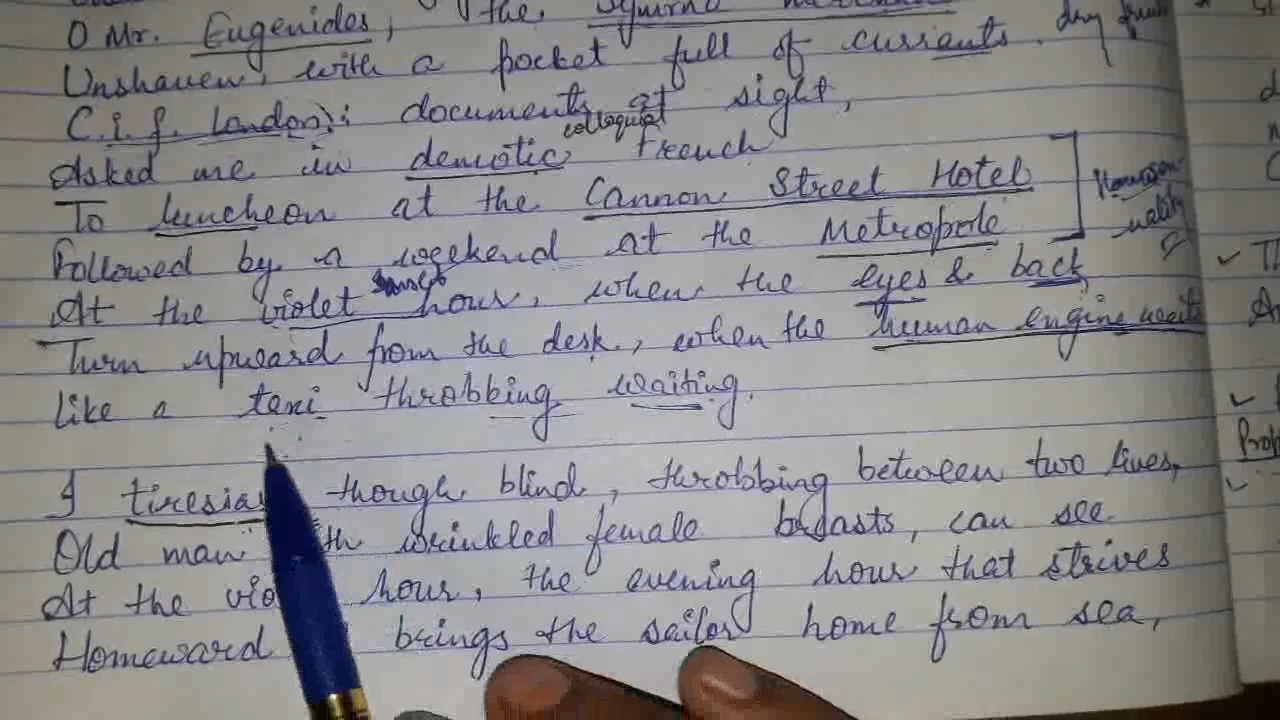 O Mr. Eugenides, the
Unshaven, with a pocket full of currants. dry fruit
C.i.f. London: documents at sight,
colloquial
Asked me in demotic French
To luncheon at the Cannon Street Hotel
Followed by a weekend at the Metropole
sunset
At the violet hour, when the eyes & back
Turn upward from the desk, when the human engine waits
like a taxi throbbing waiting.
I tiresias though blind, throbbing between two lives,
Old man wrinkled female breasts, can see
At the hour, the evening hour that strives
Homeward brings the sailor home from sea,